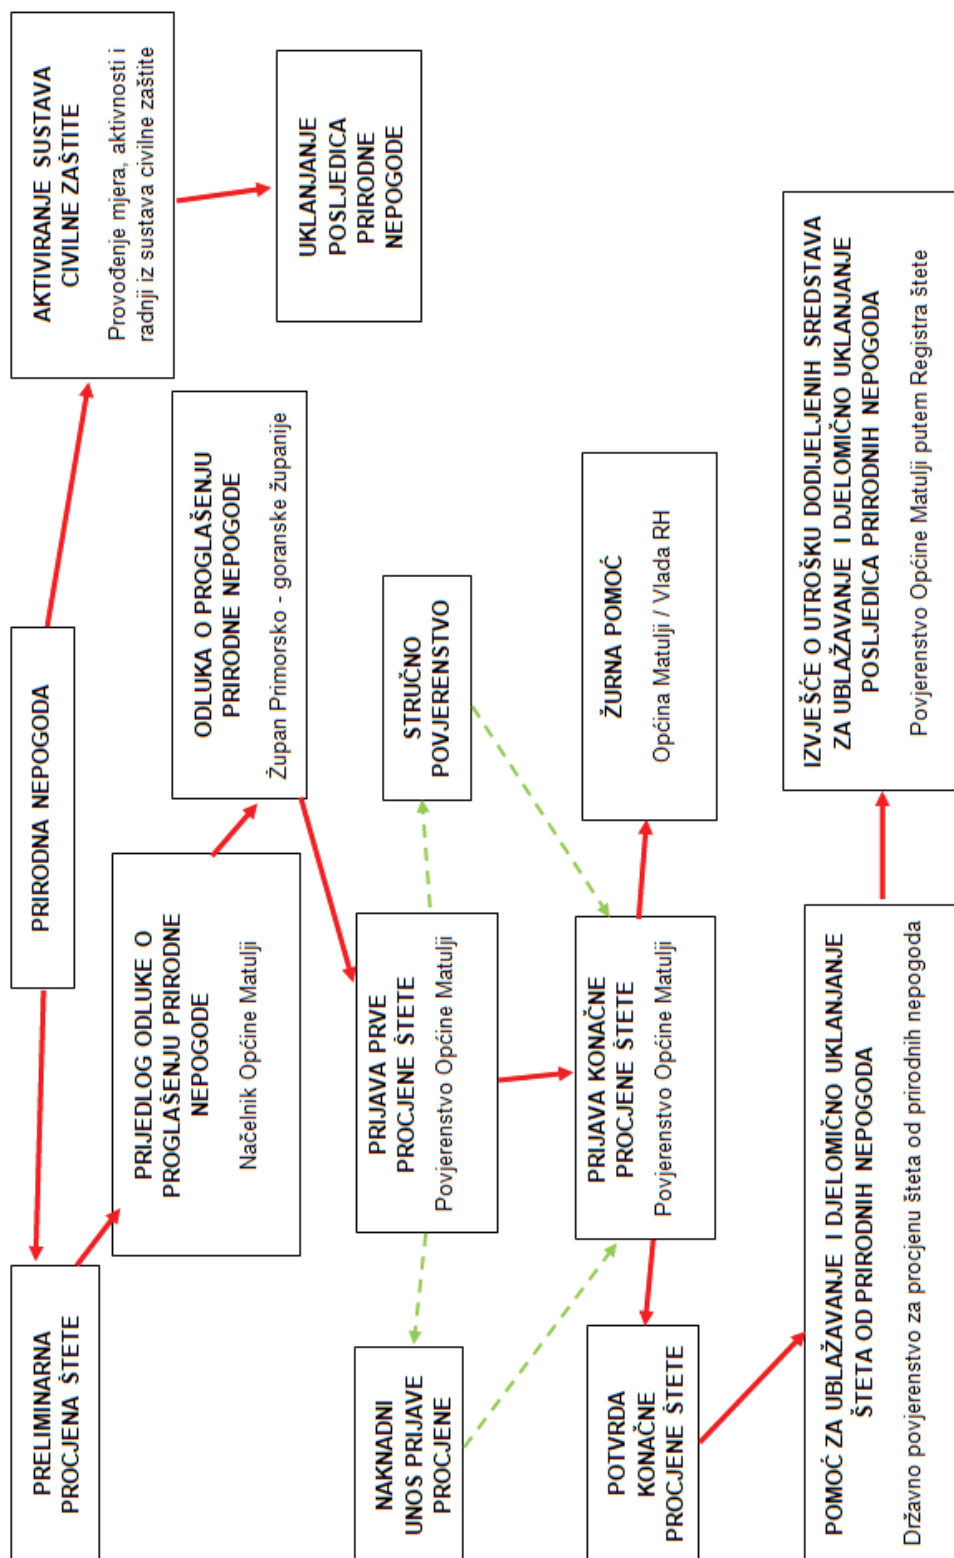 PRIRODNA NEPOGODA
AKTIVIRANJE SUSTAVA
CIVILNE ZAŠTITE
Provođenje mjera, aktivnosti i
radnji iz sustava civilne zaštite
UKLANJANJE
POSLJEDICA
PRIRODNE
NEPOGODE
PRELIMINARNA
PROCJENA ŠTETE
PRIJEDLOG ODLUKE O
PROGLAŠENJU PRIRODNE
NEPOGODE
Načelnik Općine Matulji
ODLUKA O PROGLAŠENJU
PRIRODNE NEPOGODE
Župan Primorsko - goranske županije
NAKNADNI
UNOS PRIJAVE
PROCJENE
PRIJAVA PRVE
PROCJENE ŠTETE
Povjerenstvo Općine Matulji
STRUČNO
POVJERENSTVO
POTVRDA
KONAČNE
PROCJENE ŠTETE
PRIJAVA KONAČNE
PROCJENE ŠTETE
Povjerenstvo Općine Matulji
ŽURNA POMOĆ
Općina Matulji / Vlada RH
POMOĆ ZA UBLAŽAVANJE I DJELOMIČNO UKLANJANJE
ŠTETA OD PRIRODNIH NEPOGODA
Državno povjerenstvo za procjenu šteta od prirodnih nepogoda
IZVJEŠĆE O UTROŠKU DODIJELJENIH SREDSTAVA
ZA UBLAŽAVANJE I DJELOMIČNO UKLANJANJE
POSLJEDICA PRIRODNIH NEPOGODA
Povjerenstvo Općine Matulji putem Registra štete